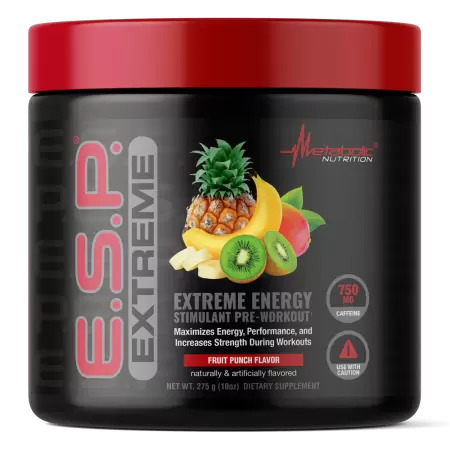 E.S.P.®
EXTREME
Metabolic
NUTRITION
EXTREME ENERGY
STIMULANT PRE-WORKOUT
Maximizes Energy, Performance, and
Increases Strength During Workouts
FRUIT PUNCH FLAVOR
naturally & artificially flavored
NET WT. 275 g (10oz) DIETARY SUPPLEMENT
750
MG
CAFFEINE
USE WITH
CAUTION